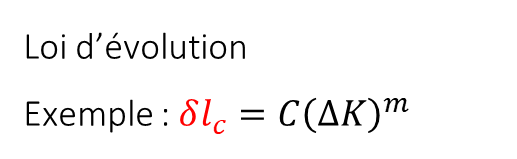 Loi d’évolution
Exemple : δl_c = C(ΔK)^m